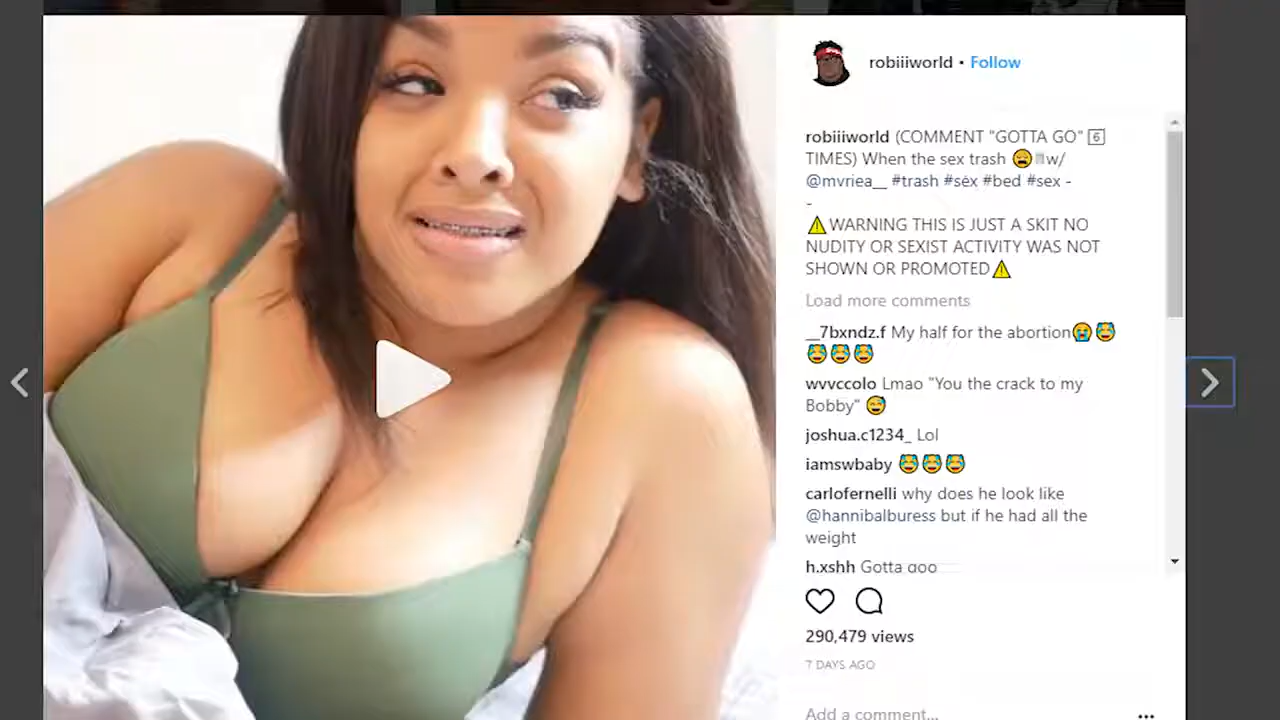 robiiiworld • Follow
robiiiworld (COMMENT "GOTTA GO" 6
TIMES) When the sex trash w/
@mvriea__ #trash #sex #bed #sex -
-
WARNING THIS IS JUST A SKIT NO
NUDITY OR SEXIST ACTIVITY WAS NOT
SHOWN OR PROMOTED
Load more comments
__7bxndz.f My half for the abortion😭😂
😂😂😂
wvvccolo Lmao "You the crack to my
Bobby" 😅
joshua.c1234_ Lol
iamswbaby 😂😂😂
carlofernelli why does he look like
@hannibalburess but if he had all the
weight
h.xshh Gotta goo
290,479 views
7 DAYS AGO
Add a comment...